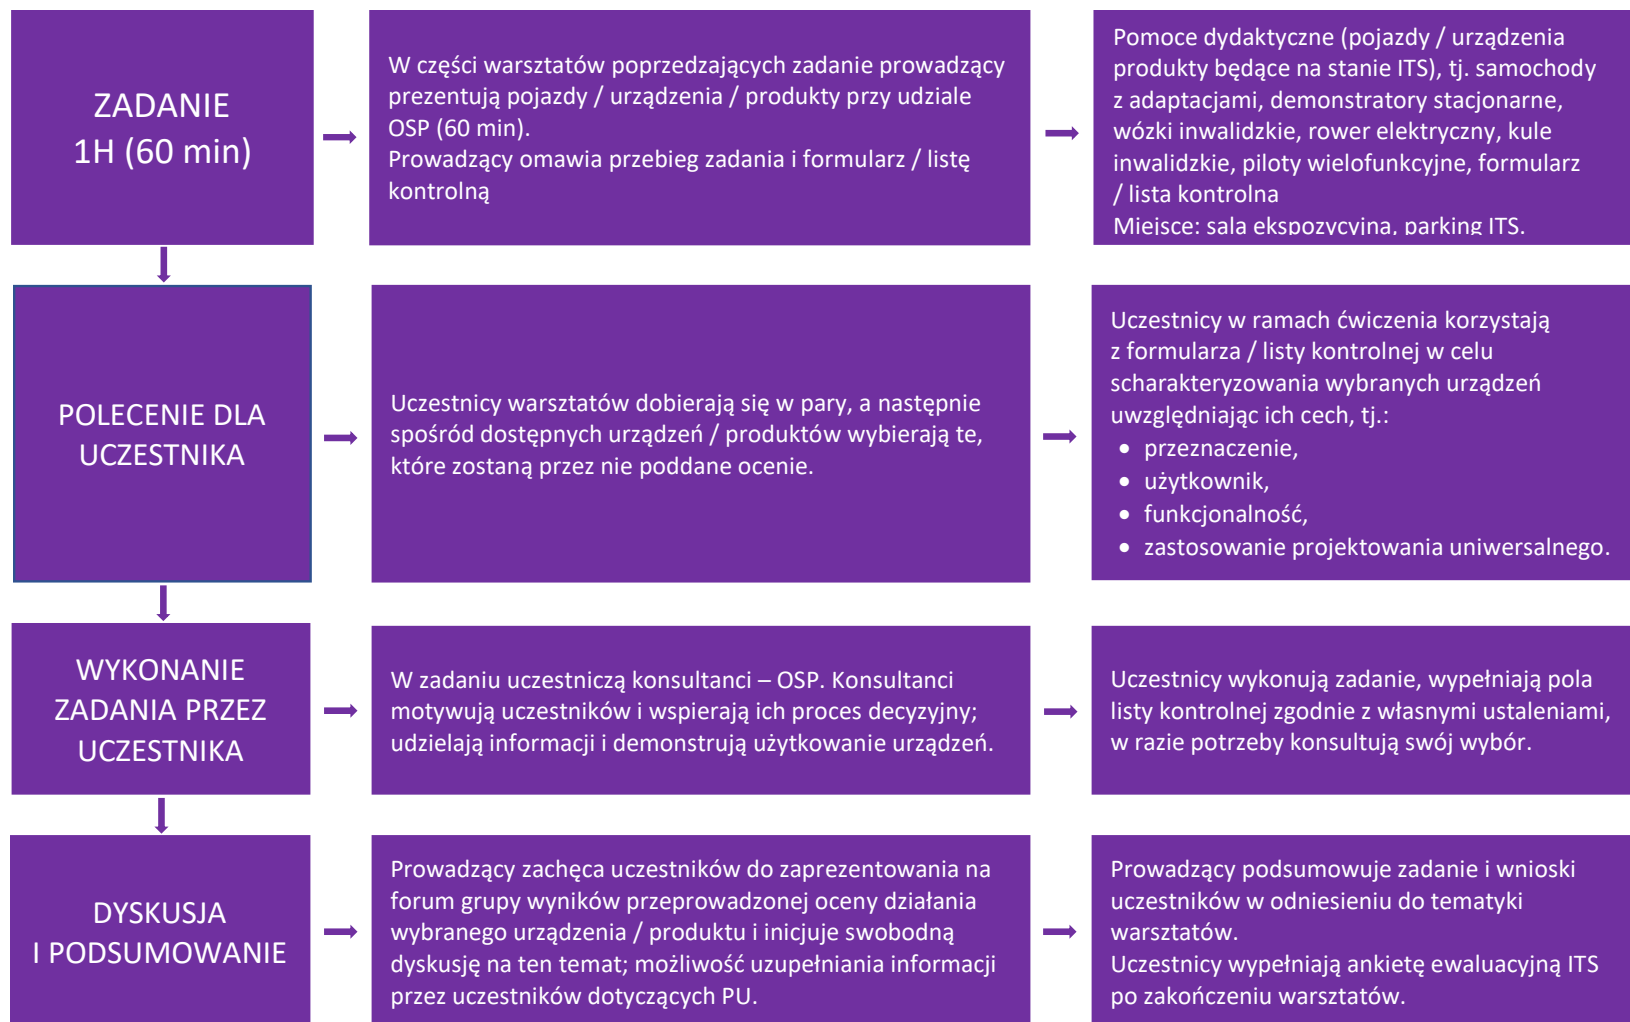 ZADANIE
1H (60 min)
W części warsztatów poprzedzających zadanie prowadzący
prezentują pojazdy / urządzenia / produkty przy udziale
OSP (60 min).
Prowadzący omawia przebieg zadania i formularz / listę
kontrolną
Pomoce dydaktyczne (pojazdy / urządzenia
produkty będące na stanie ITS), tj. samochody
z adaptacjami, demonstratory stacjonarne,
wózki inwalidzkie, rower elektryczny, kule
inwalidzkie, piloty wielofunkcyjne, formularz
/ lista kontrolna
Miejsce: sala ekspozycyjna, parking ITS.
POLECENIE DLA
UCZESTNIKA
Uczestnicy warsztatów dobierają się w pary, a następnie
spośród dostępnych urządzeń / produktów wybierają te,
które zostaną przez nie poddane ocenie.
Uczestnicy w ramach ćwiczenia korzystają
z formularza / listy kontrolnej w celu
scharakteryzowania wybranych urządzeń
uwzględniając ich cech, tj.:
• przeznaczenie,
• użytkownik,
• funkcjonalność,
• zastosowanie projektowania uniwersalnego.
WYKONANIE
ZADANIA PRZEZ
UCZESTNIKA
W zadaniu uczestniczą konsultanci – OSP. Konsultanci
motywują uczestników i wspierają ich proces decyzyjny;
udzielają informacji i demonstrują użytkowanie urządzeń.
Uczestnicy wykonują zadanie, wypełniają pola
listy kontrolnej zgodnie z własnymi ustaleniami,
w razie potrzeby konsultują swój wybór.
DYSKUSJA
I PODSUMOWANIE
Prowadzący zachęca uczestników do zaprezentowania na
forum grupy wyników przeprowadzonej oceny działania
wybranego urządzenia / produktu i inicjuje swobodną
dyskusję na ten temat; możliwość uzupełniania informacji
przez uczestników dotyczących PU.
Prowadzący podsumowuje zadanie i wnioski
uczestników w odniesieniu do tematyki
warsztatów.
Uczestnicy wypełniają ankietę ewaluacyjną ITS
po zakończeniu warsztatów.